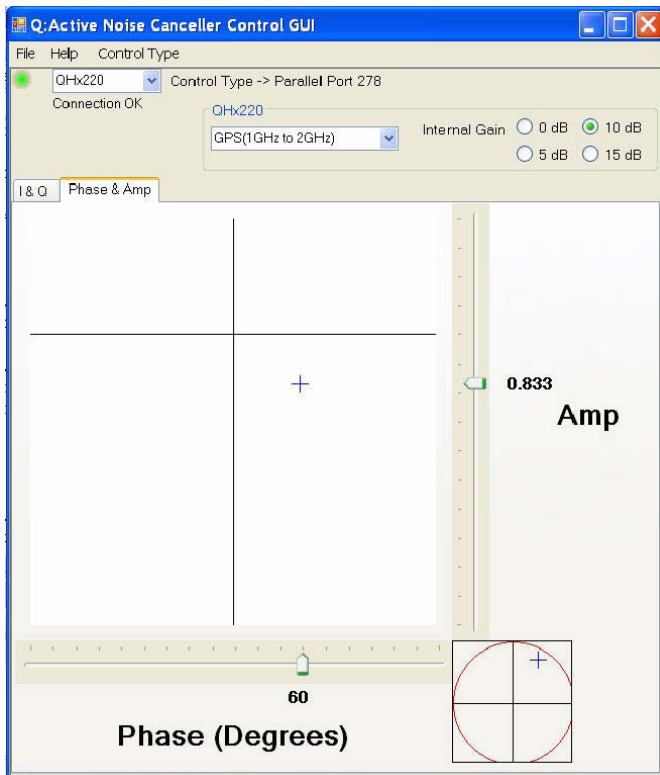 Q:Active Noise Canceller Control GUI
File Help Control Type
QHx220 Control Type -> Parallel Port 278
Connection OK
QHx220
GPS(1GHz to 2GHz)
Internal Gain 0 dB 10 dB
5 dB 15 dB
I & Q Phase & Amp
0.833
Amp
60
Phase (Degrees)